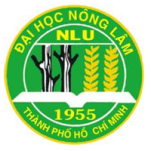 ĐẠI HỌC NÔNG LÂM
NLU
1955
THÀNH PHỐ HỒ CHÍ MINH